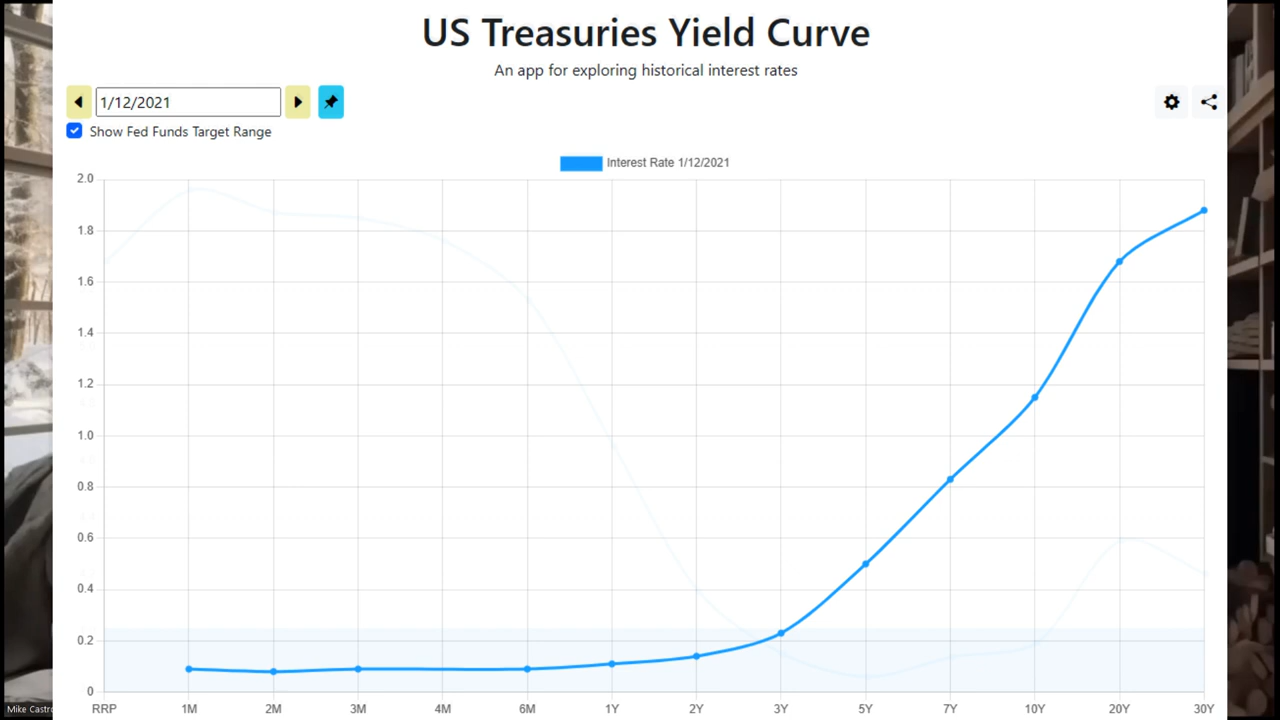 US Treasuries Yield Curve
An app for exploring historical interest rates
1/12/2021
Show Fed Funds Target Range
Interest Rate 1/12/2021
2.0
1.8
1.6
1.4
1.2
1.0
0.8
0.6
0.4
0.2
0
RRP 1M 2M 3M 4M 6M 1Y 2Y 3Y 5Y 7Y 10Y 20Y 30Y
Mike